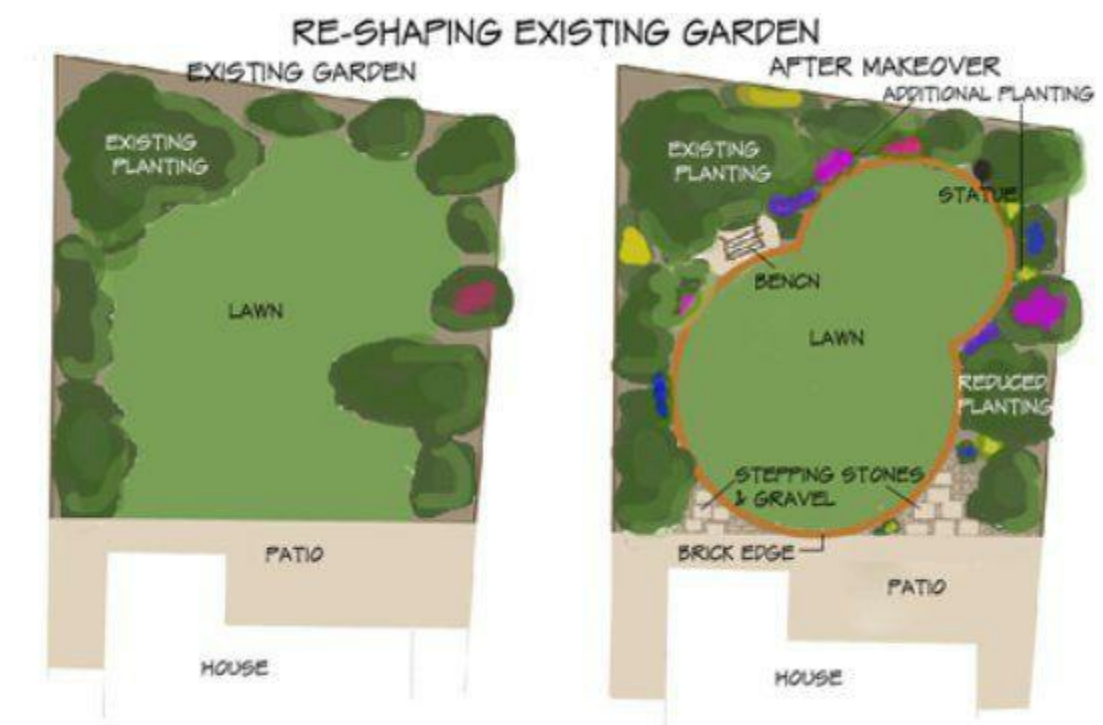 RE-SHAPING EXISTING GARDEN
EXISTING GARDEN
EXISTING
PLANTING
LAWN
PATIO
HOUSE
AFTER MAKEOVER
ADDITIONAL PLANTING
EXISTING
PLANTING
STATUE
BENCH
LAWN
REDUCED
PLANTING
STEPPING STONES
& GRAVEL
BRICK EDGE
PATIO
HOUSE